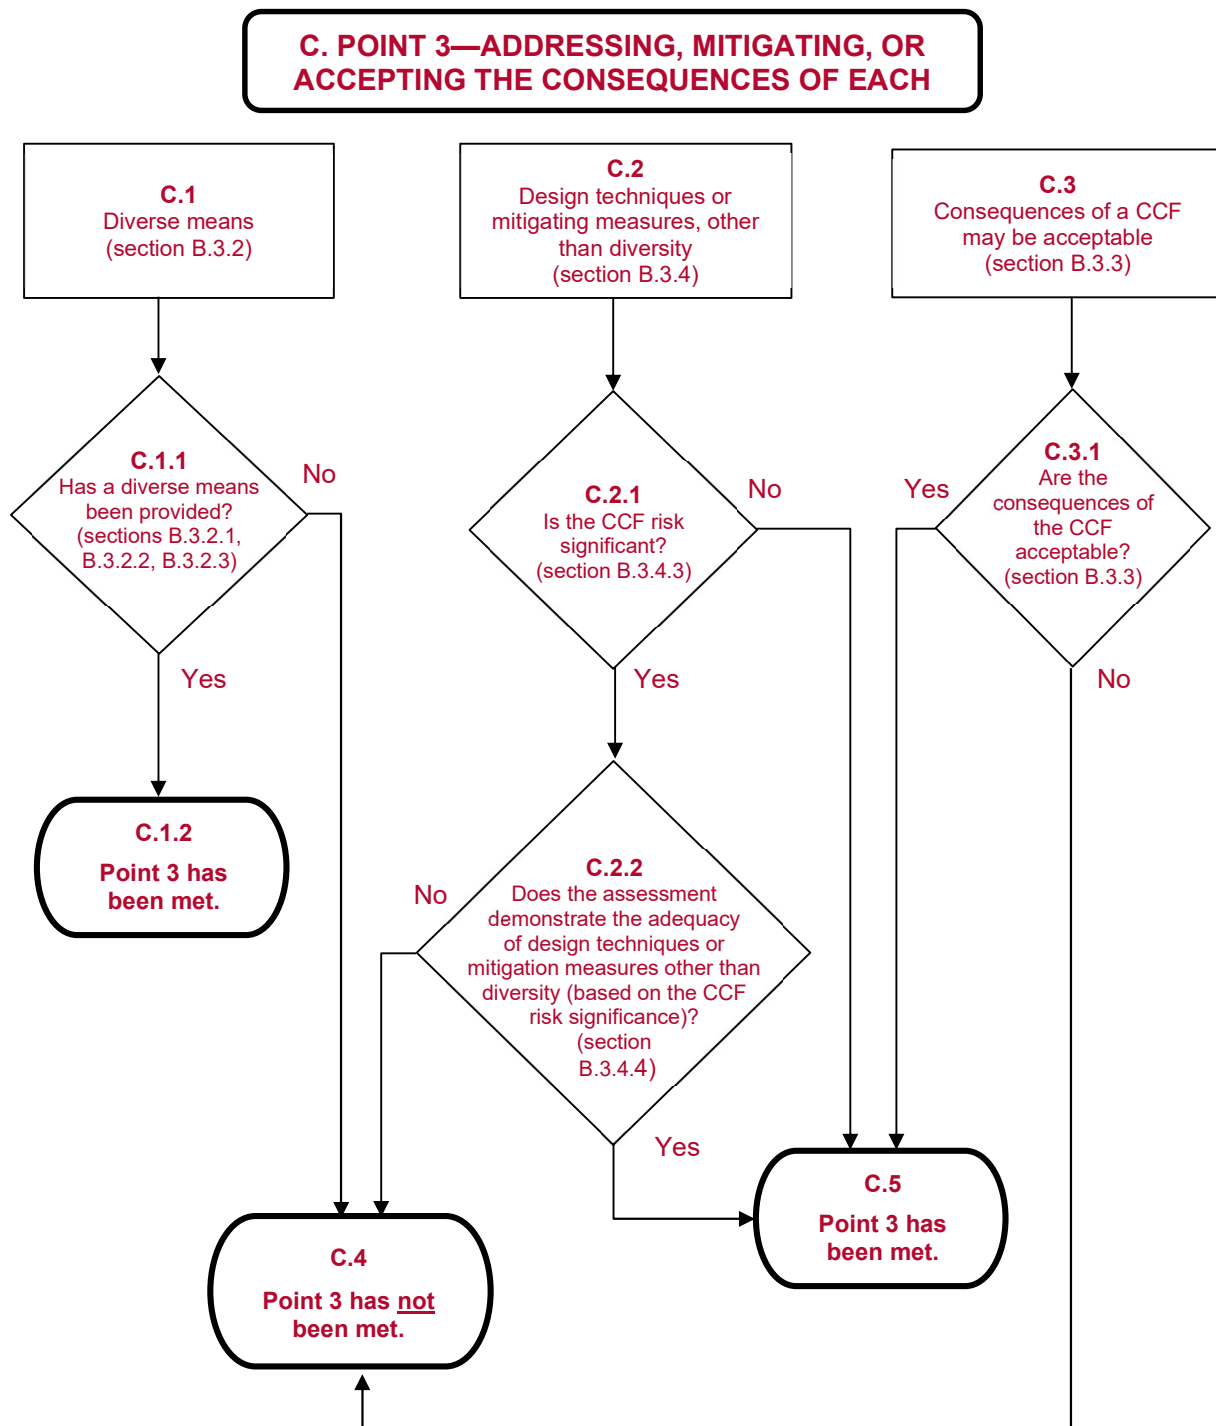 C. POINT 3—ADDRESSING, MITIGATING, OR
ACCEPTING THE CONSEQUENCES OF EACH
C.1
Diverse means
(section B.3.2)
C.2
Design techniques or
mitigating measures, other
than diversity
(section B.3.4)
C.3
Consequences of a CCF
may be acceptable
(section B.3.3)
C.1.1
Has a diverse means
been provided?
(sections B.3.2.1,
B.3.2.2, B.3.2.3)
No
Yes
C.2.1
Is the CCF risk
significant?
(section B.3.4.3)
No
Yes
C.3.1
Are the
consequences of
the CCF
acceptable?
(section B.3.3)
Yes
No
C.1.2
Point 3 has
been met.
C.2.2
Does the assessment
demonstrate the adequacy
of design techniques or
mitigation measures other than
diversity (based on the CCF
risk significance)?
(section
B.3.4.4)
No
Yes
C.5
Point 3 has
been met.
C.4
Point 3 has not
been met.